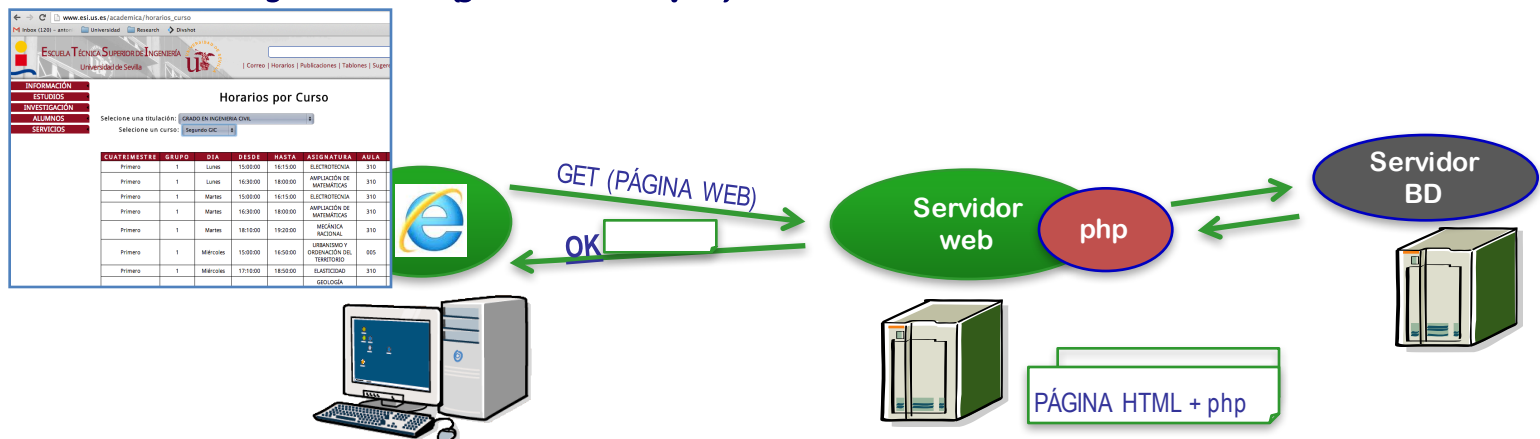 www.esi.us.es/academica/horarios_curso
Universidad Research Divshot
ESCUELA TÉCNICA SUPERIOR DE INGENIERÍA
Universidad de Sevilla
| Correo | Horarios | Publicaciones | Tablones |
INFORMACIÓN
ESTUDIOS
INVESTIGACIÓN
ALUMNOS
SERVICIOS
Horarios por Curso
Selecione una titulación: GRADO EN INGENIERIA CIVIL
Selecione un curso: Segundo GIC
CUATRIMESTRE GRUPO DIA DESDE HASTA ASIGNATURA AULA
Primero 1 Lunes 15:00:00 16:15:00 ELECTROTECNIA 310
Primero 1 Lunes 16:30:00 18:00:00 AMPLIACIÓN DE MATEMÁTICAS 310
Primero 1 Martes 15:00:00 16:15:00 ELECTROTECNIA 310
Primero 1 Martes 16:30:00 18:00:00 AMPLIACIÓN DE MATEMÁTICAS 310
Primero 1 Martes 18:10:00 19:20:00 MECÁNICA RACIONAL 310
Primero 1 Miércoles 15:00:00 16:50:00 URBANISMO Y ORDENACIÓN DEL TERRITORIO 005
Primero 1 Miércoles 17:10:00 18:50:00 ELASTICIDAD 310
GEOLOGÍA
GET (PÁGINA WEB)
OK
Servidor
web
php
Servidor
BD
PÁGINA HTML + php